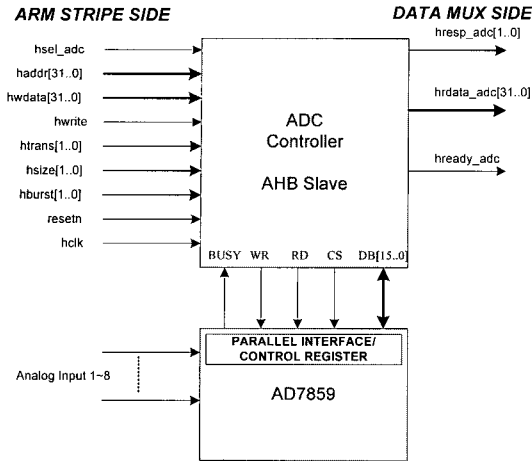 ARM STRIPE SIDE
DATA MUX SIDE
hsel_adc
haddr[31..0]
hwdata[31..0]
hwrite
htrans[1..0]
hsize[1..0]
hburst[1..0]
resetn
hclk
ADC
Controller
AHB Slave
hresp_adc[1..0]
hrdata_adc[31..0]
hready_adc
BUSY WR RD CS DB[15..0]
PARALLEL INTERFACE/
CONTROL REGISTER
AD7859
Analog Input 1~8